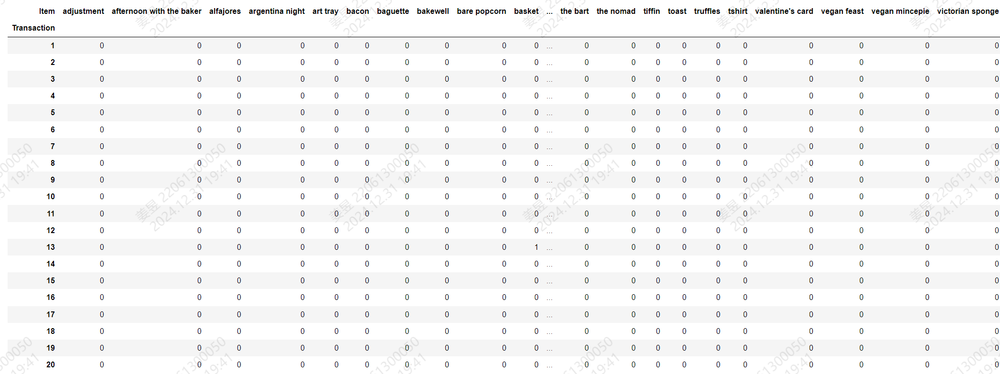 Item adjustment afternoon with the baker alfajores argentina night art tray bacon baguette bakewell bare popcorn basket ... the bart the nomad tiffin toast truffles tshirt valentine's card vegan feast vegan mincepie victorian sponge
Transaction
1 0 0 0 0 0 0 0 0 0 0 ... 0 0 0 0 0 0 0 0 0 0
2 0 0 0 0 0 0 0 0 0 0 ... 0 0 0 0 0 0 0 0 0 0
3 0 0 0 0 0 0 0 0 0 0 ... 0 0 0 0 0 0 0 0 0 0
4 0 0 0 0 0 0 0 0 0 0 ... 0 0 0 0 0 0 0 0 0 0
5 0 0 0 0 0 0 0 0 0 0 ... 0 0 0 0 0 0 0 0 0 0
6 0 0 0 0 0 0 0 0 0 0 ... 0 0 0 0 0 0 0 0 0 0
7 0 0 0 0 0 0 0 0 0 0 ... 0 0 0 0 0 0 0 0 0 0
8 0 0 0 0 0 0 0 0 0 0 ... 0 0 0 0 0 0 0 0 0 0
9 0 0 0 0 0 0 0 0 0 0 ... 0 0 0 0 0 0 0 0 0 0
10 0 0 0 0 0 0 0 0 0 0 ... 0 0 0 0 0 0 0 0 0 0
11 0 0 0 0 0 0 0 0 0 0 ... 0 0 0 0 0 0 0 0 0 0
12 0 0 0 0 0 0 0 0 0 0 ... 0 0 0 0 0 0 0 0 0 0
13 0 0 0 0 0 0 0 0 0 1 ... 0 0 0 0 0 0 0 0 0 0
14 0 0 0 0 0 0 0 0 0 0 ... 0 0 0 0 0 0 0 0 0 0
15 0 0 0 0 0 0 0 0 0 0 ... 0 0 0 0 0 0 0 0 0 0
16 0 0 0 0 0 0 0 0 0 0 ... 0 0 0 0 0 0 0 0 0 0
17 0 0 0 0 0 0 0 0 0 0 ... 0 0 0 0 0 0 0 0 0 0
18 0 0 0 0 0 0 0 0 0 0 ... 0 0 0 0 0 0 0 0 0 0
19 0 0 0 0 0 0 0 0 0 0 ... 0 0 0 0 0 0 0 0 0 0
20 0 0 0 0 0 0 0 0 0 0 ... 0 0 0 0 0 0 0 0 0 0
姜昱 220613000050
2024.12.31 19:41